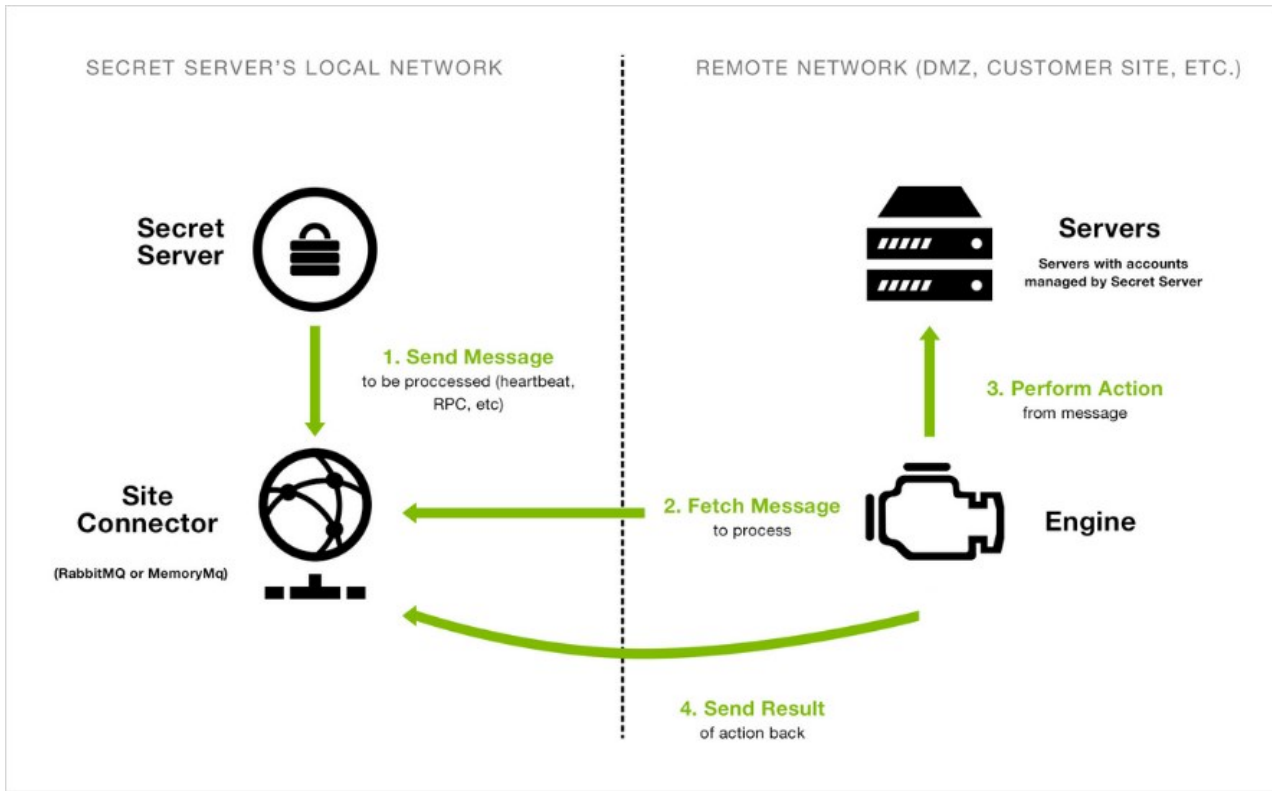 SECRET SERVER'S LOCAL NETWORK
REMOTE NETWORK (DMZ, CUSTOMER SITE, ETC.)
Secret
Server
Servers
Servers with accounts
managed by Secret Server
1. Send Message
to be proccessed (heartbeat,
RPC, etc)
3. Perform Action
from message
Site
Connector
(RabbitMQ or MemoryMq)
2. Fetch Message
to process
Engine
4. Send Result
of action back